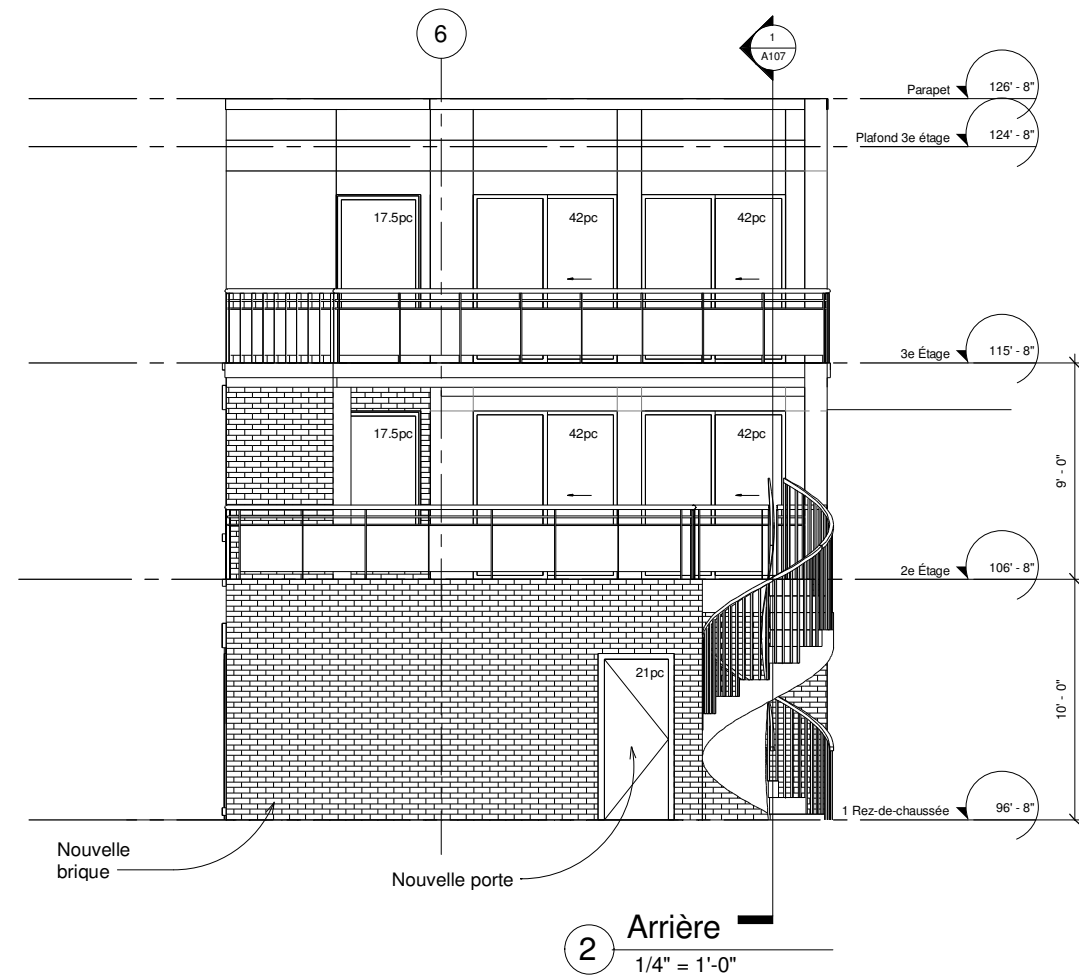 6
1
A107
Parapet
126' - 8"
Plafond 3e étage
124' - 8"
17.5pc
42pc
42pc
3e Étage
115' - 8"
17.5pc
42pc
42pc
9' - 0"
2e Étage
106' - 8"
21pc
10' - 0"
1 Rez-de-chaussée
96' - 8"
Nouvelle
brique
Nouvelle porte
2
Arrière
1/4" = 1'-0"